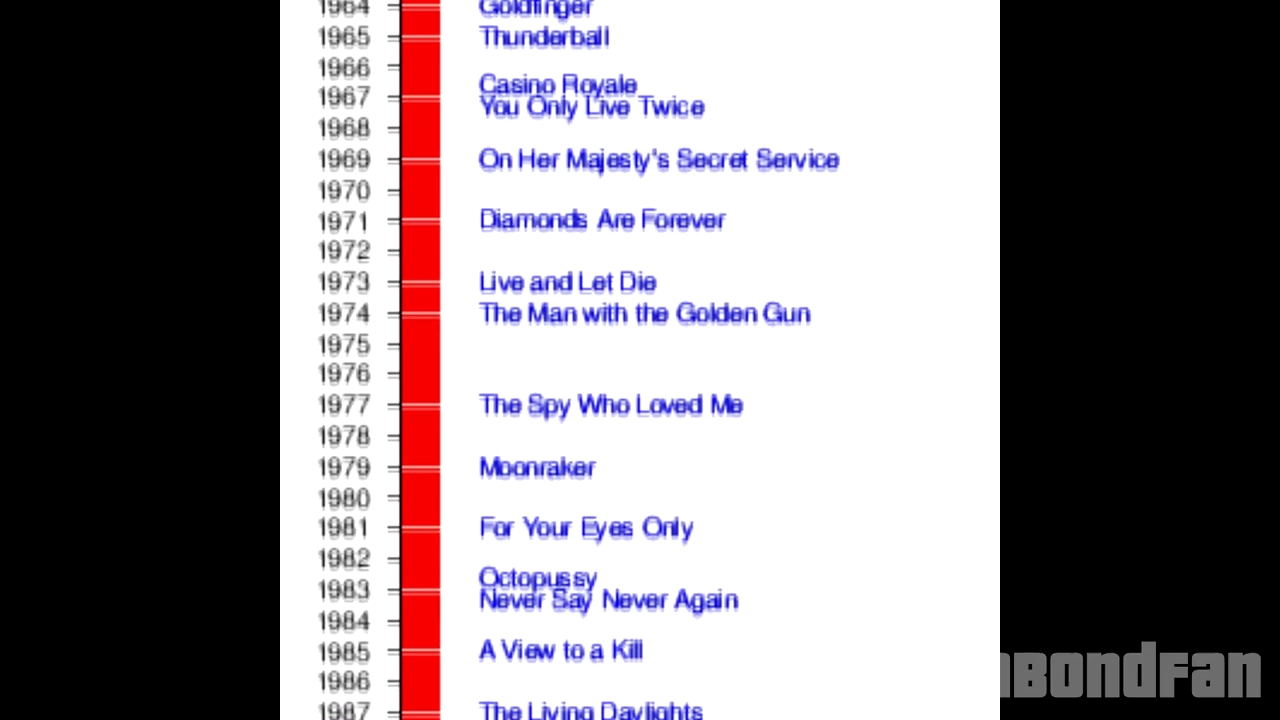 1964 Goldfinger
1965 Thunderball
1966
Casino Royale
1967
You Only Live Twice
1968
1969 On Her Majesty's Secret Service
1970
1971 Diamonds Are Forever
1972
1973 Live and Let Die
1974 The Man with the Golden Gun
1975
1976
1977 The Spy Who Loved Me
1978
1979 Moonraker
1980
1981 For Your Eyes Only
1982
Octopussy
1983
Never Say Never Again
1984
1985 A View to a Kill
1986
BONDFAN
1987 The Living Daylights